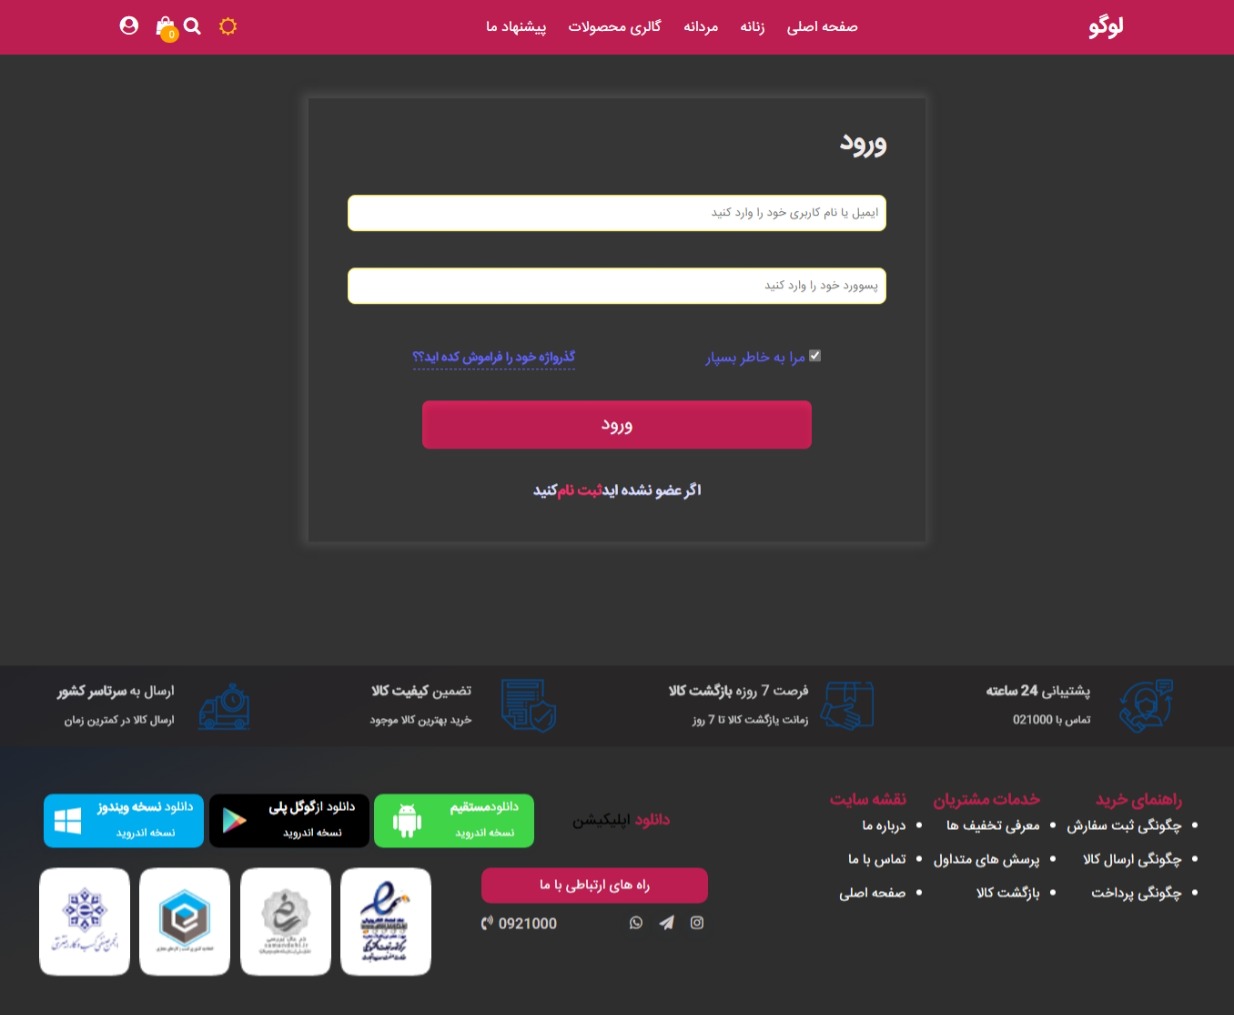 لوگو
صفحه اصلی زنانه مردانه گالری محصولات پیشنهاد ما
0
ورود
ایمیل یا نام کاربری خود را وارد کنید
پسوورد خود را وارد کنید
مرا به خاطر بسپار
گذرواژه خود را فراموش کده اید؟؟
ورود
اگر عضو نشده ایدثبت نامکنید
پشتیبانی 24 ساعته
تماس با 021000
فرصت 7 روزه بازگشت کالا
زمانت یازگشت کالا تا 7 روز
تضمین کیفیت کالا
خرید بهترین کالا موجود
ارسال به سرتاسر کشور
ارسال کالا در کمترین زمان
راهنمای خرید
چگونگی ثبت سفارش
چگونگی ارسال کالا
چگونگی پرداخت
خدمات مشتریان
معرفی تخفیف ها
پرسش های متداول
بازگشت کالا
نقشه سایت
درباره ما
تماس با ما
صفحه اصلی
دانلود اپلیکیشن
دانلودمستقیم
نسخه اندروید
دانلود ازگوگل پلی
نسخه اندروید
دانلود نسخه ویندوز
نسخه اندروید
راه های ارتباطی با ما
0921000
samandehi.ir